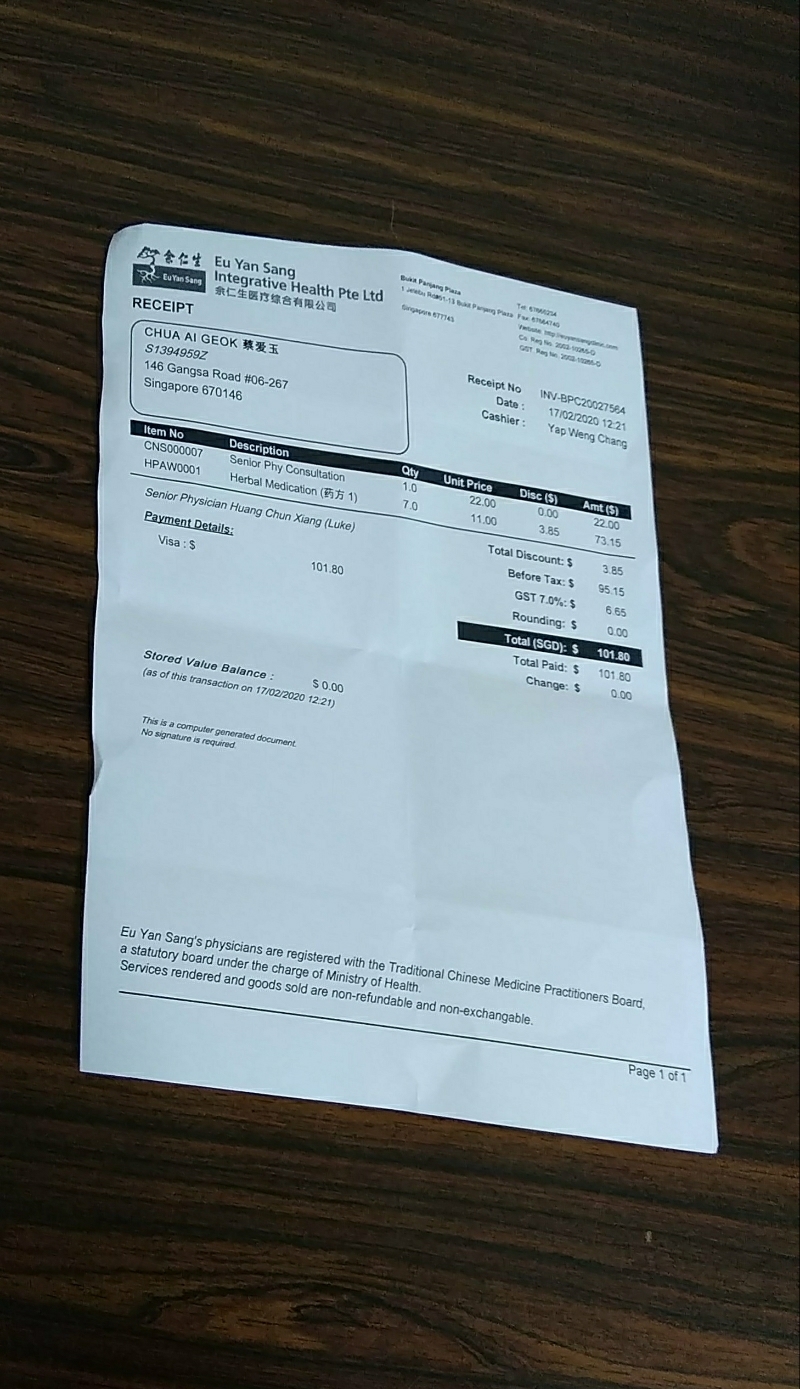 余仁生
Eu Yan Sang
Eu Yan Sang
Integrative Health Pte Ltd
余仁生医疗综合有限公司
Bukit Panjang Plaza
1 Jelebu Road Bukit Panjang Plaza
Singapore 677743
Tel: 67666234
Fax: 67664740
Website: http://euyansangclinic.com
Co. Reg No.
GST. Reg No.
RECEIPT
CHUA AI GEOK 蔡爱玉
S1394959Z
146 Gangsa Road #06-267
Singapore 670146
Receipt No INV-BPC20027564
Date : 17/02/2020 12:21
Cashier : Yap Weng Chang
Item No Description Qty Unit Price Disc ($) Amt ($)
CNS000007 Senior Phy Consultation 1.0 22.00 0.00 22.00
HPAW0001 Herbal Medication (药方 1) 7.0 11.00 3.85 73.15
Senior Physician Huang Chun Xiang (Luke)
Payment Details:
Visa : $ 101.80
Total Discount: $ 3.85
Before Tax: $ 95.15
GST 7.0%: $ 6.65
Rounding: $ 0.00
Total (SGD): $ 101.80
Total Paid: $ 101.80
Change: $ 0.00
Stored Value Balance : $ 0.00
(as of this transaction on 17/02/2020 12:21)
This is a computer generated document.
No signature is required.
Eu Yan Sang's physicians are registered with the Traditional Chinese Medicine Practitioners Board,
a statutory board under the charge of Ministry of Health.
Services rendered and goods sold are non-refundable and non-exchangable.
Page 1 of 1